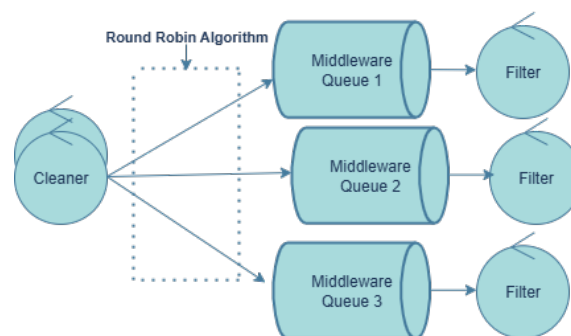 Round Robin Algorithm
Middleware
Queue 1
Filter
Cleaner
Middleware
Queue 2
Filter
Middleware
Queue 3
Filter